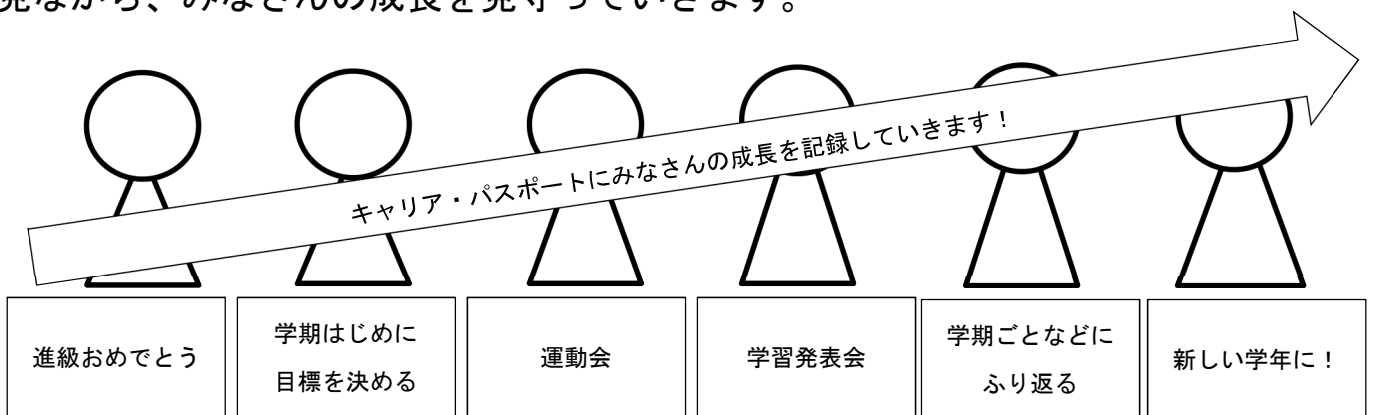 見ながら、みなさんの成長を見守っていきます。
キャリア・パスポートにみなさんの成長を記録していきます！
進級おめでとう
学期はじめに
目標を決める
運動会
学習発表会
学期ごとなどに
ふり返る
新しい学年に！